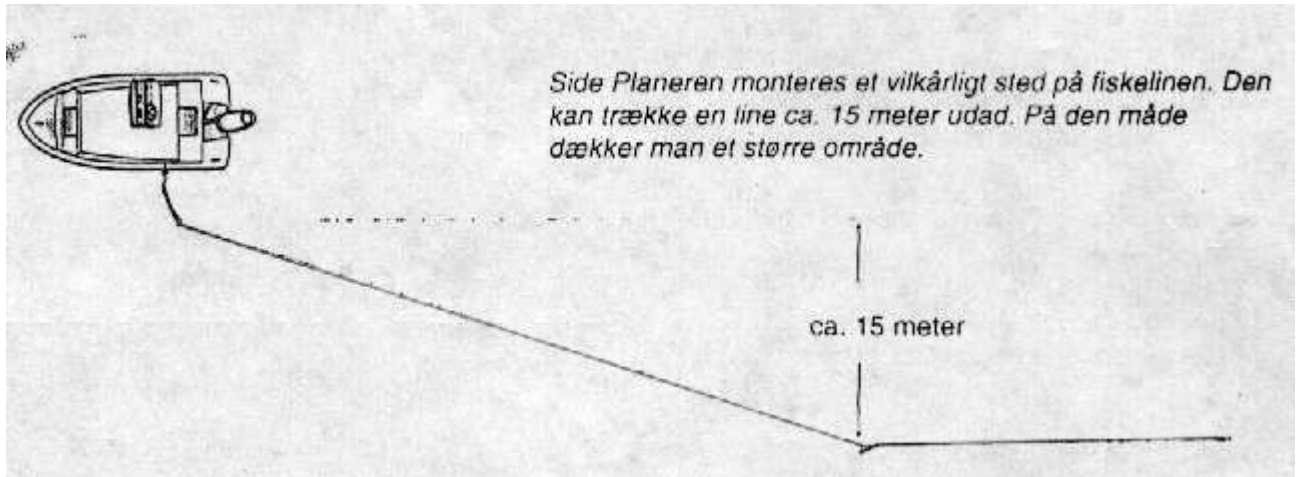 Side Planeren monteres et vilkårligt sted på fiskelinen. Den
kan trække en line ca. 15 meter udad. På den måde
dækker man et større område.
ca. 15 meter